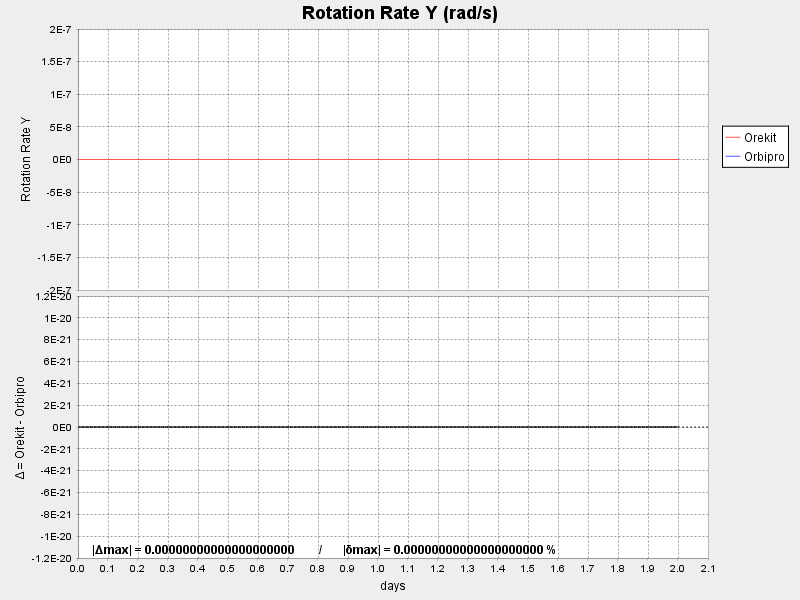 Rotation Rate Y (rad/s)
2E-7
1.5E-7
1E-7
5E-8
0E0
-5E-8
-1E-7
-1.5E-7
-2E-7
Rotation Rate Y
Orekit
Orbipro
1.2E-20
1E-20
8E-21
6E-21
4E-21
2E-21
0E0
-2E-21
-4E-21
-6E-21
-8E-21
-1E-20
-1.2E-20
Δ = Orekit - Orbipro
|Δmax| = 0.00000000000000000000 / |δmax| = 0.00000000000000000000 %
0.0 0.1 0.2 0.3 0.4 0.5 0.6 0.7 0.8 0.9 1.0 1.1 1.2 1.3 1.4 1.5 1.6 1.7 1.8 1.9 2.0 2.1
days